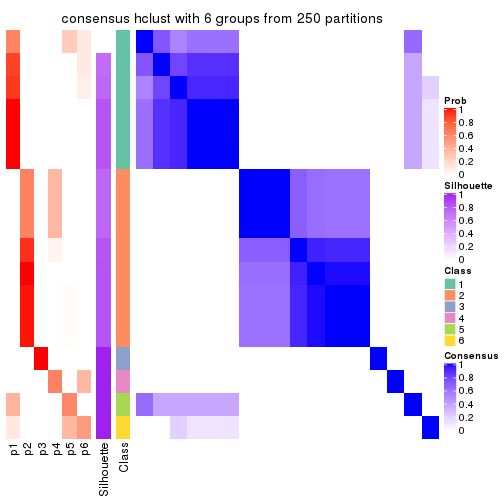 consensus hclust with 6 groups from 250 partitions
Prob
1
0.8
0.6
0.4
0.2
0
Silhouette
1
0.8
0.6
0.4
0.2
0
Class
1
2
3
4
5
6
Consensus
1
0.8
0.6
0.4
0.2
0
p1
p2
p3
p4
p5
p6
Silhouette
Class